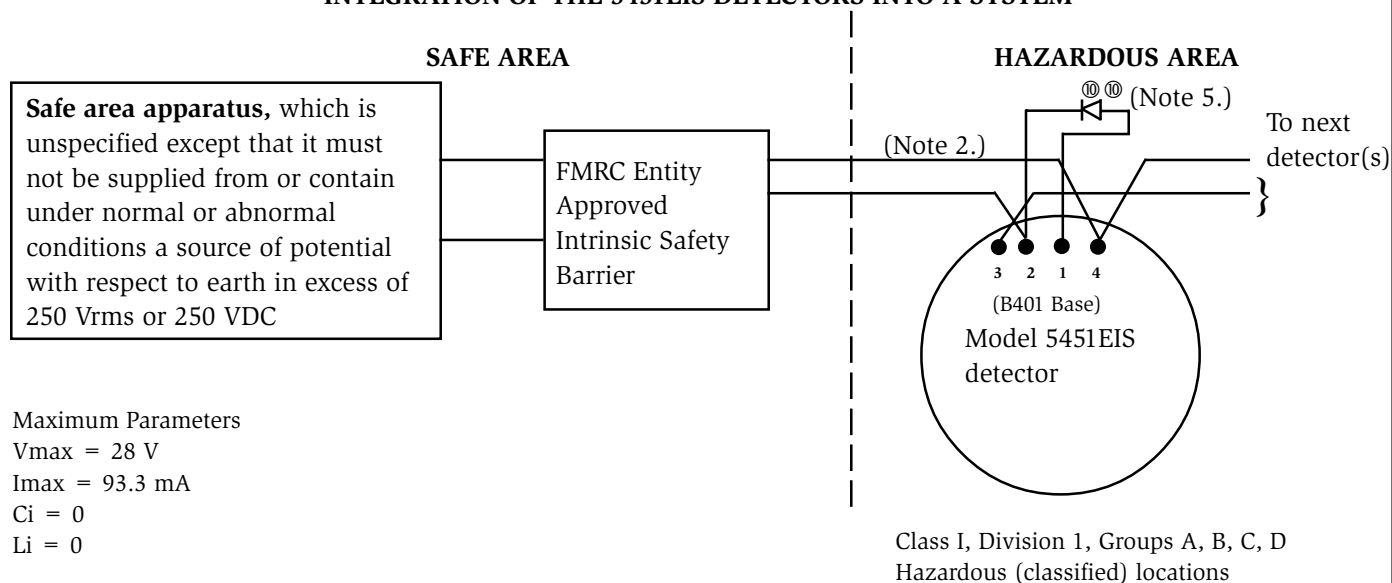 INTEGRATION OF THE 5451EIS DETECTORS INTO A SYSTEM
SAFE AREA
HAZARDOUS AREA
Safe area apparatus, which is
unspecified except that it must
not be supplied from or contain
under normal or abnormal
conditions a source of potential
with respect to earth in excess of
250 Vrms or 250 VDC
FMRC Entity
Approved
Intrinsic Safety
Barrier
(Note 2.)
⑩ ⑩ (Note 5.)
To next
detector(s)
}
3 2 1 4
(B401 Base)
Model 5451EIS
detector
Maximum Parameters
Vmax = 28 V
Imax = 93.3 mA
Ci = 0
Li = 0
Class I, Division 1, Groups A, B, C, D
Hazardous (classified) locations